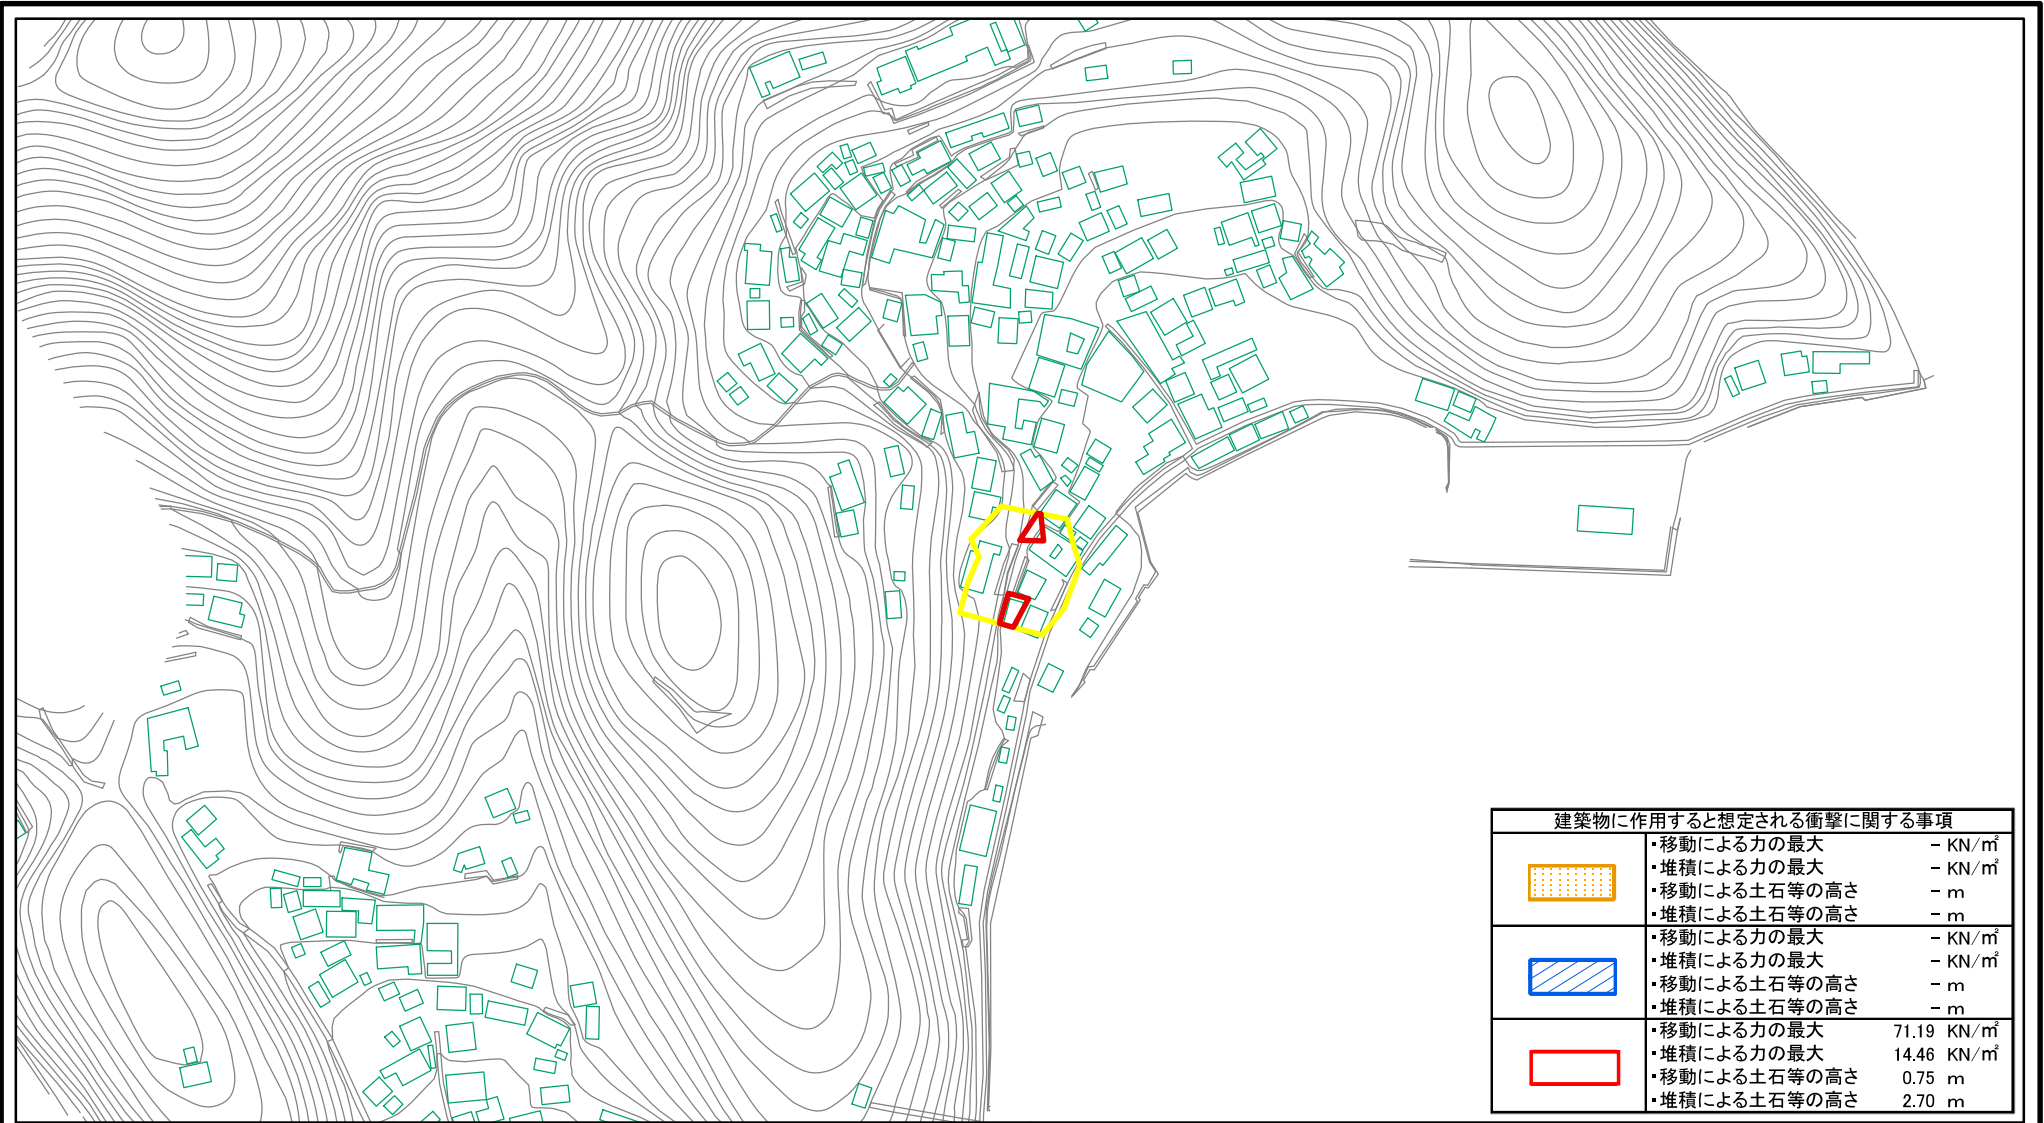 建築物に作用すると想定される衝撃に関する事項
・移動による力の最大 － KN/㎡
・堆積による力の最大 － KN/㎡
・移動による土石等の高さ － m
・堆積による土石等の高さ － m
・移動による力の最大 － KN/㎡
・堆積による力の最大 － KN/㎡
・移動による土石等の高さ － m
・堆積による土石等の高さ － m
・移動による力の最大 71.19 KN/㎡
・堆積による力の最大 14.46 KN/㎡
・移動による土石等の高さ 0.75 m
・堆積による土石等の高さ 2.70 m